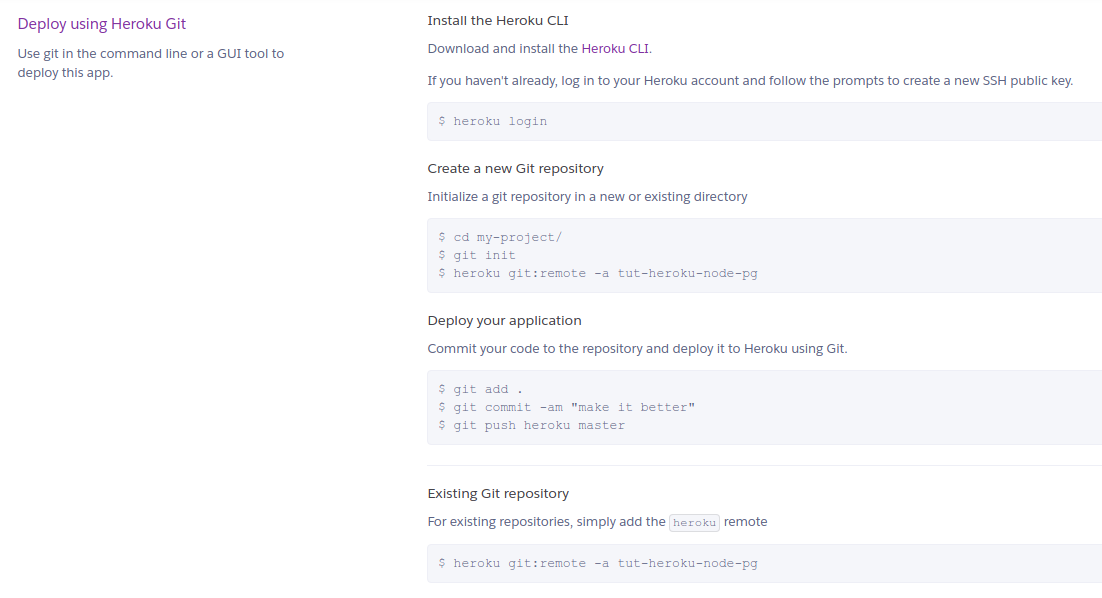 Deploy using Heroku Git
Use git in the command line or a GUI tool to
deploy this app.
Install the Heroku CLI
Download and install the Heroku CLI.
If you haven't already, log in to your Heroku account and follow the prompts to create a new SSH public key.
$ heroku login
Create a new Git repository
Initialize a git repository in a new or existing directory
$ cd my-project/
$ git init
$ heroku git:remote -a tut-heroku-node-pg
Deploy your application
Commit your code to the repository and deploy it to Heroku using Git.
$ git add .
$ git commit -am "make it better"
$ git push heroku master
Existing Git repository
For existing repositories, simply add the heroku remote
$ heroku git:remote -a tut-heroku-node-pg